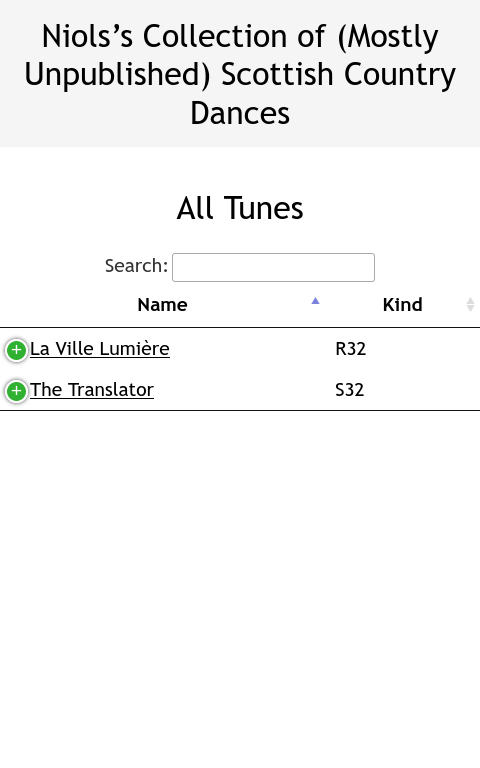 Niols’s Collection of (Mostly
Unpublished) Scottish Country
Dances
All Tunes
Search:
Name Kind
La Ville Lumière R32
The Translator S32